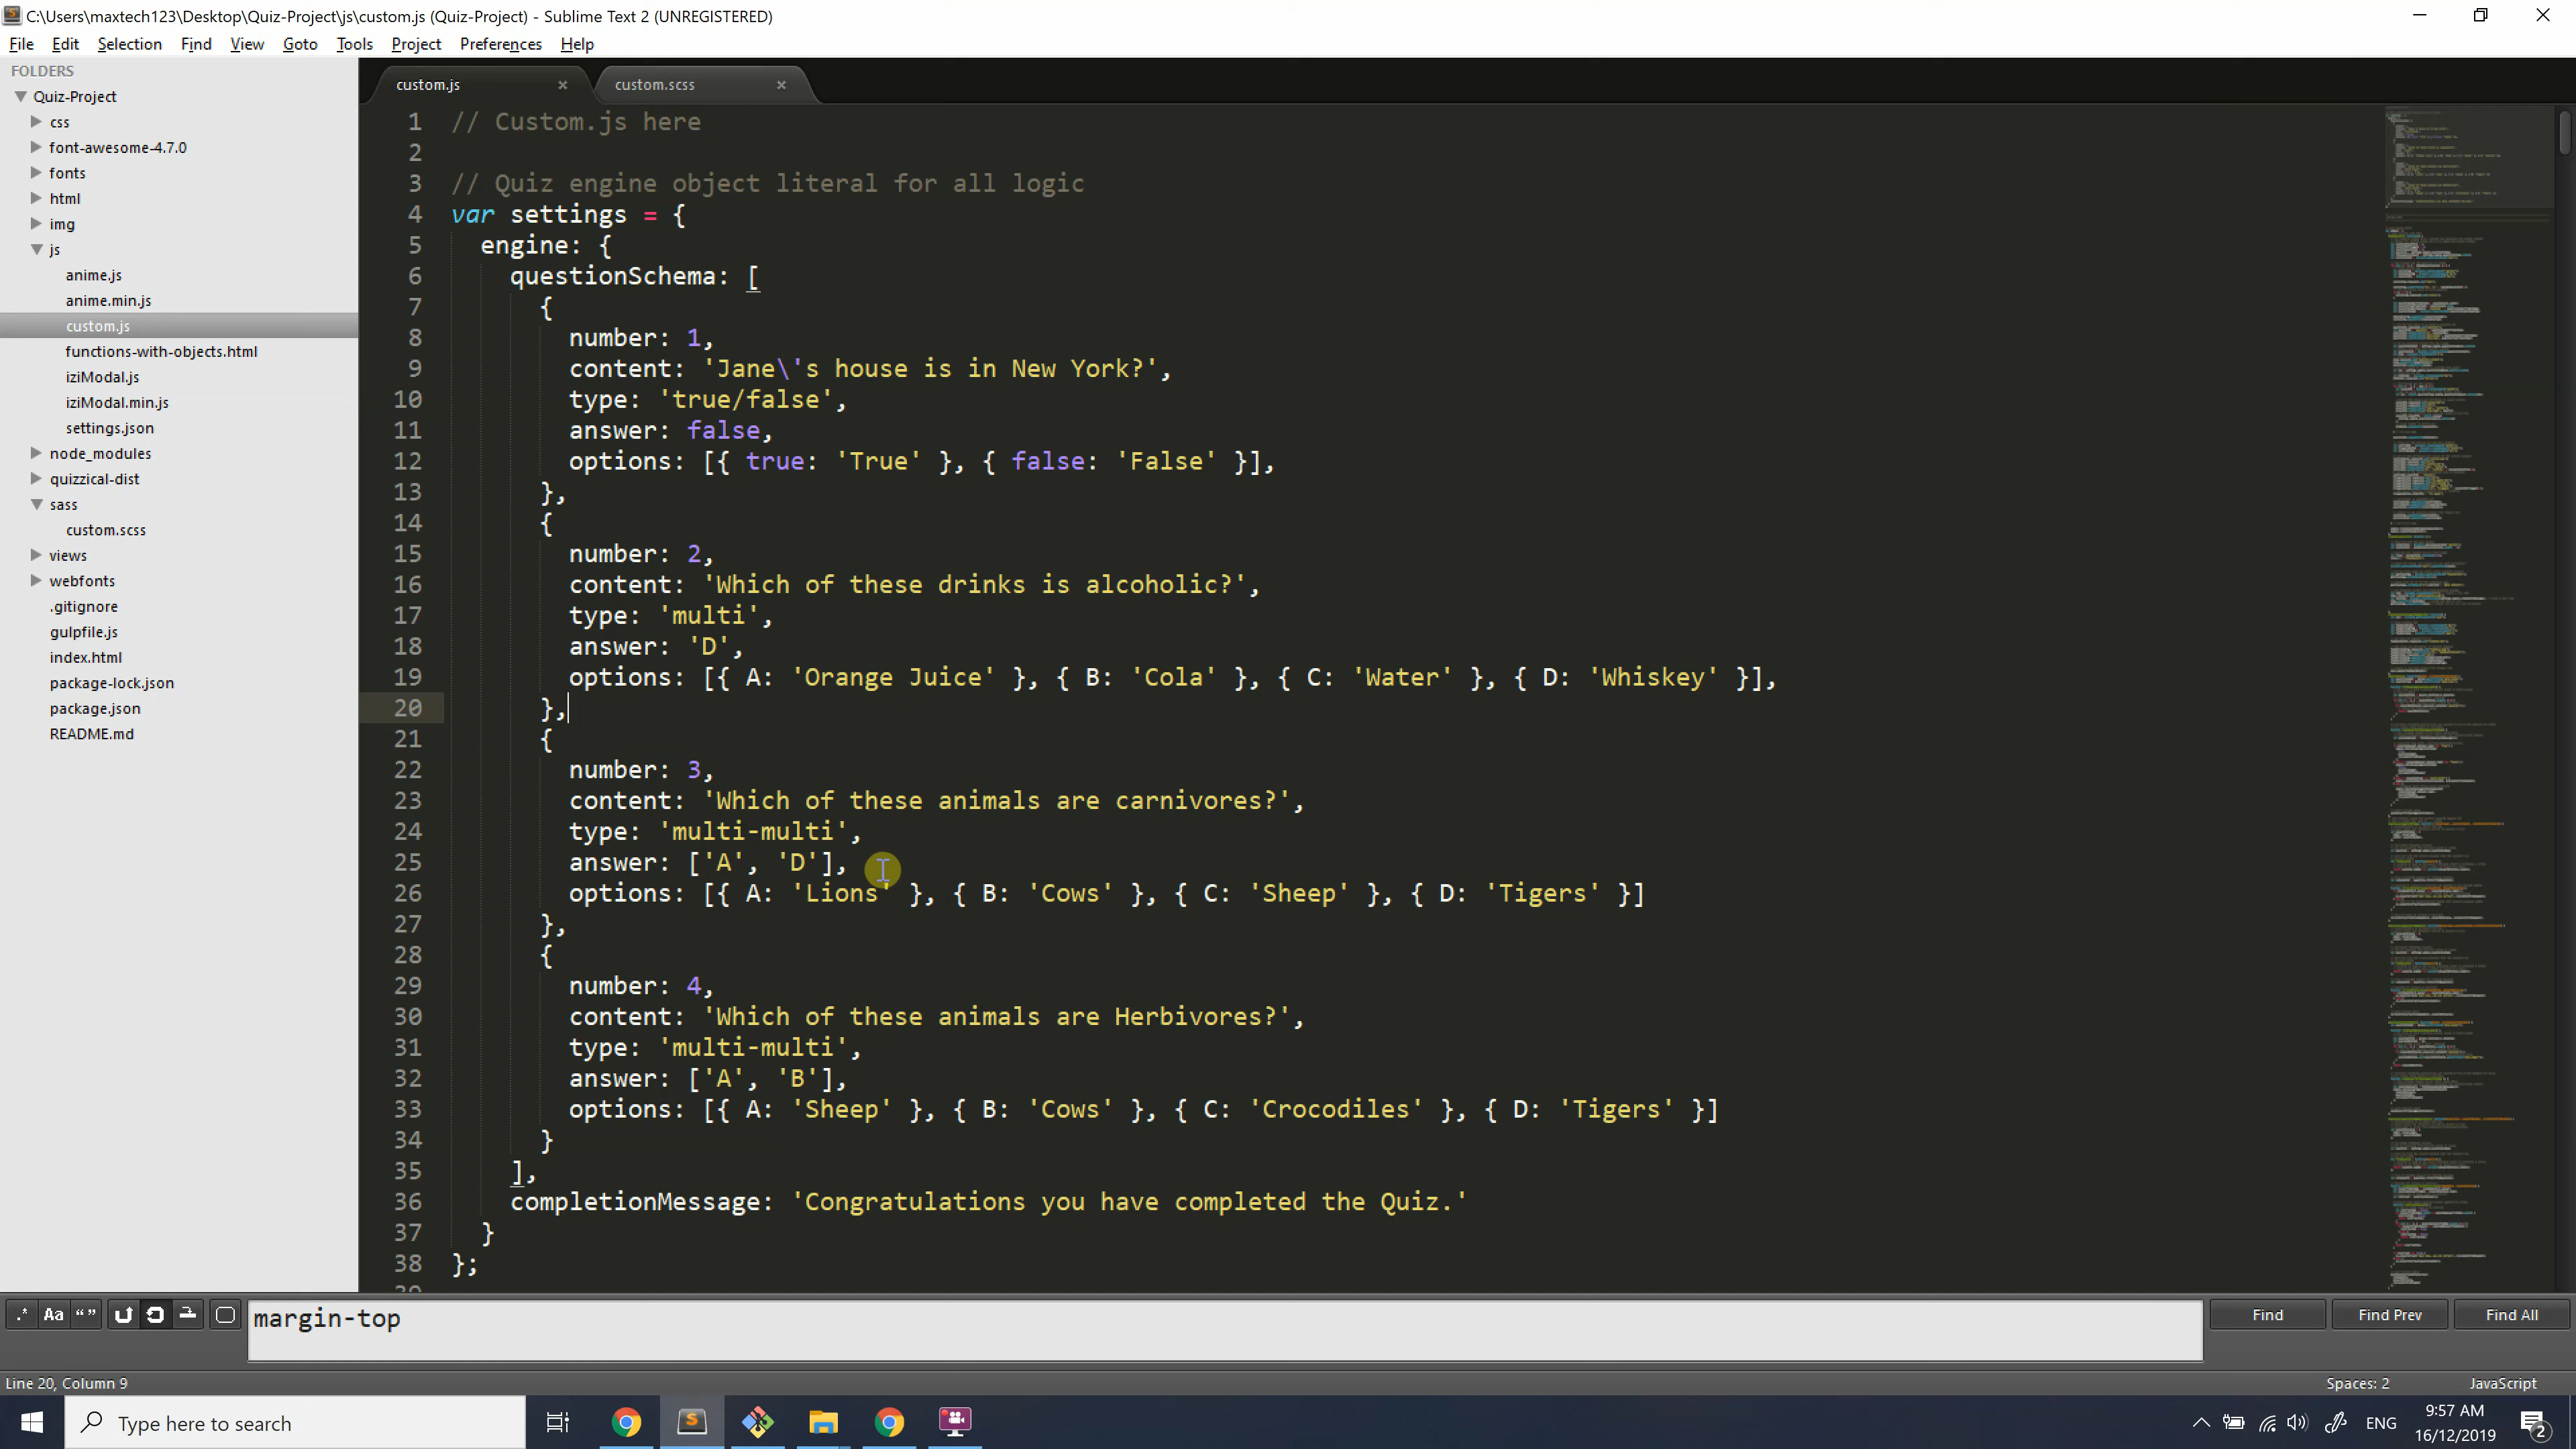 C:\Users\maxtech123\Desktop\Quiz-Project\js\custom.js (Quiz-Project) - Sublime Text 2 (UNREGISTERED)
File Edit Selection Find View Goto Tools Project Preferences Help
FOLDERS
Quiz-Project
css
font-awesome-4.7.0
fonts
html
img
js
anime.js
anime.min.js
custom.js
functions-with-objects.html
iziModal.js
iziModal.min.js
settings.json
node_modules
quizzical-dist
sass
custom.scss
views
webfonts
.gitignore
gulpfile.js
index.html
package-lock.json
package.json
README.md
custom.js × custom.scss ×
1 // Custom.js here
2
3 // Quiz engine object literal for all logic
4 var settings = {
5 engine: {
6 questionSchema: [
7 {
8 number: 1,
9 content: 'Jane\'s house is in New York?',
10 type: 'true/false',
11 answer: false,
12 options: [{ true: 'True' }, { false: 'False' }],
13 },
14 {
15 number: 2,
16 content: 'Which of these drinks is alcoholic?',
17 type: 'multi',
18 answer: 'D',
19 options: [{ A: 'Orange Juice' }, { B: 'Cola' }, { C: 'Water' }, { D: 'Whiskey' }],
20 },
21 {
22 number: 3,
23 content: 'Which of these animals are carnivores?',
24 type: 'multi-multi',
25 answer: ['A', 'D'],
26 options: [{ A: 'Lions' }, { B: 'Cows' }, { C: 'Sheep' }, { D: 'Tigers' }]
27 },
28 {
29 number: 4,
30 content: 'Which of these animals are Herbivores?',
31 type: 'multi-multi',
32 answer: ['A', 'B'],
33 options: [{ A: 'Sheep' }, { B: 'Cows' }, { C: 'Crocodiles' }, { D: 'Tigers' }]
34 }
35 ],
36 completionMessage: 'Congratulations you have completed the Quiz.'
37 }
38 };
.* Aa “ ” margin-top Find Find Prev Find All
Line 20, Column 9 Spaces: 2 JavaScript
Type here to search
ENG
9:57 AM
16/12/2019
2